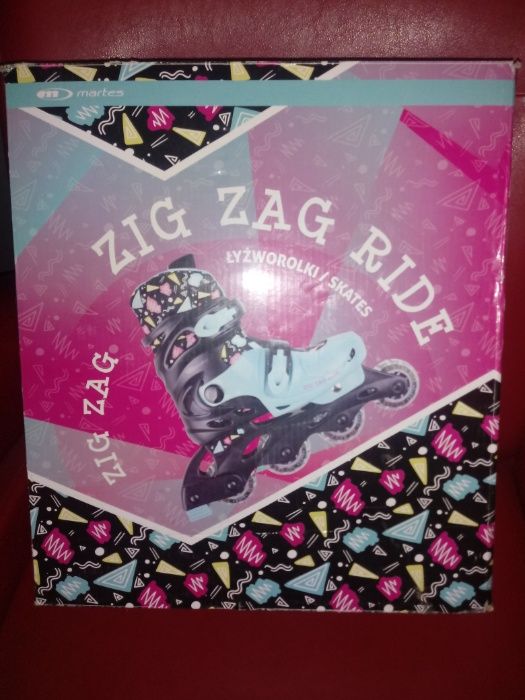 martes
ZIG ZAG RIDE
ŁYŻWOROLKI / SKATES
ZIG ZAG